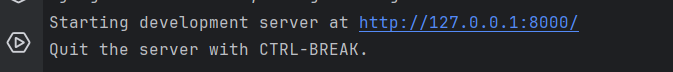 Starting development server at http://127.0.0.1:8000/
Quit the server with CTRL-BREAK.